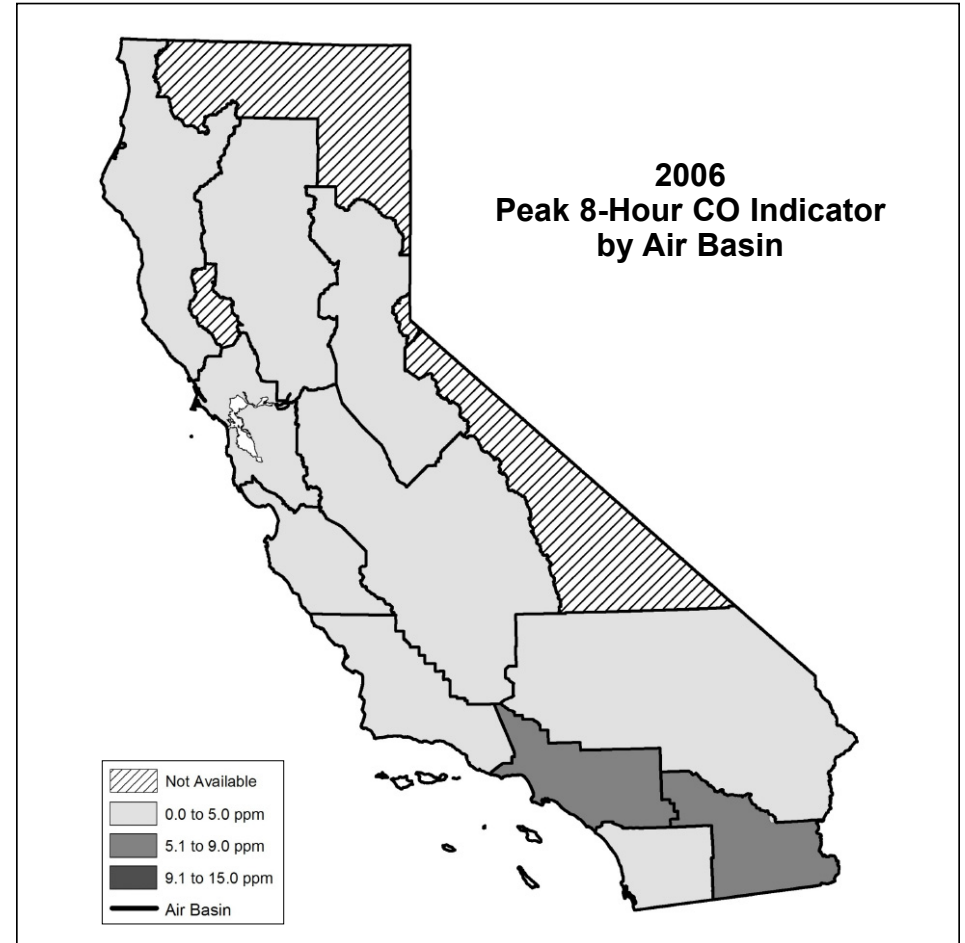 2006
Peak 8-Hour CO Indicator
by Air Basin
Not Available
0.0 to 5.0 ppm
5.1 to 9.0 ppm
9.1 to 15.0 ppm
Air Basin